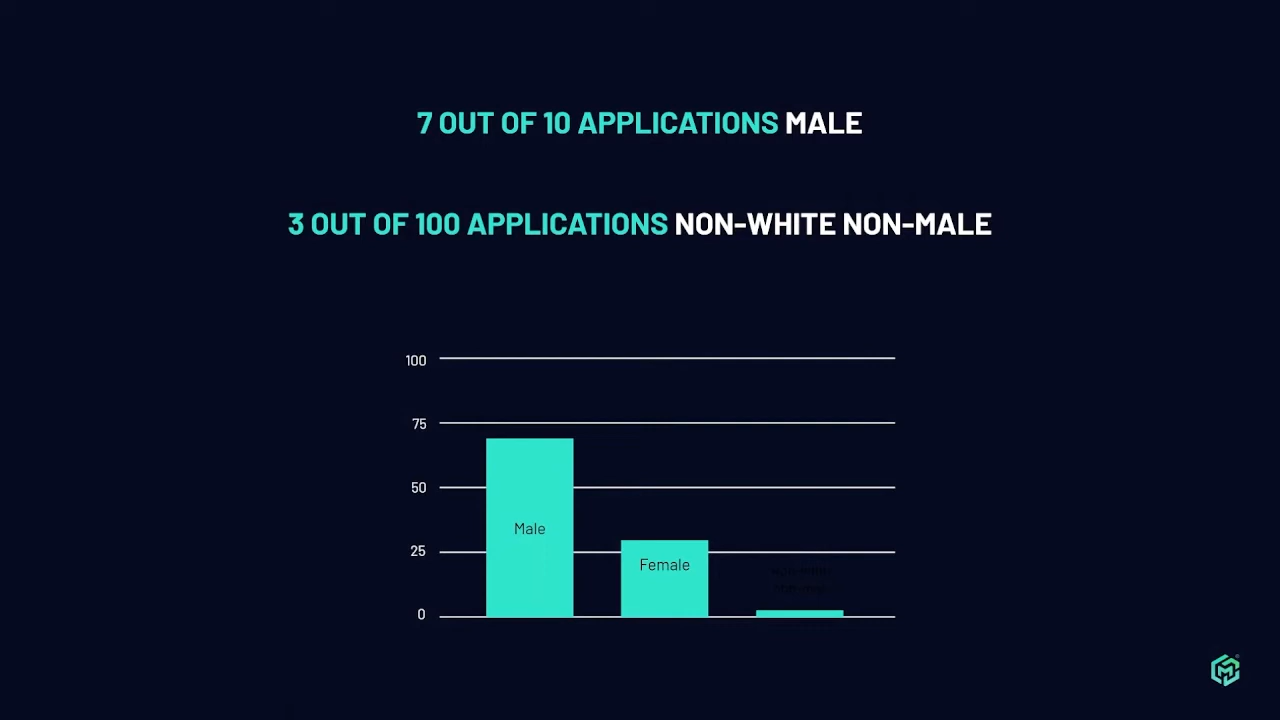 7 OUT OF 10 APPLICATIONS MALE
3 OUT OF 100 APPLICATIONS NON-WHITE NON-MALE
100
75
50
25
0
Male
Female